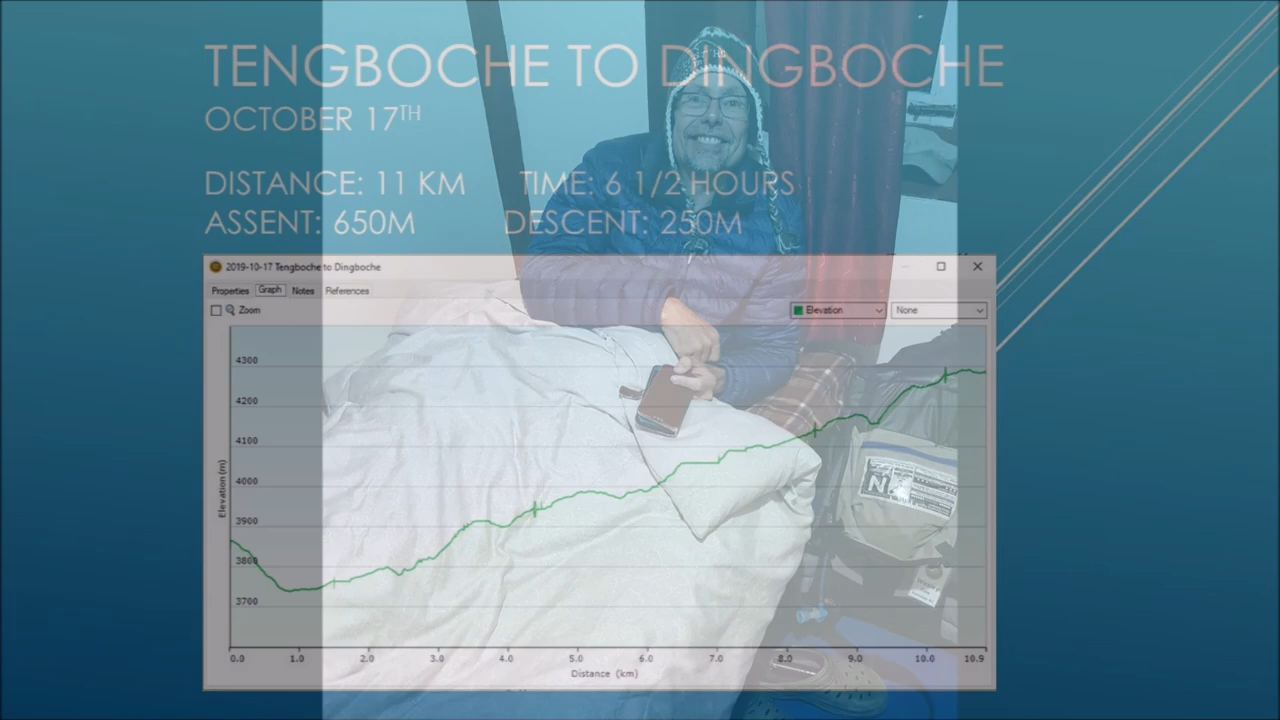 TENGBOCHE TO DINGBOCHE
OCTOBER 17TH
DISTANCE: 11 KM TIME: 6 1/2 HOURS
ASSENT: 650M DESCENT: 250M
2019-10-17 Tengboche to Dingboche
Properties Graph Notes References
Zoom Elevation None
4300
4200
4100
4000
3900
3800
3700
Elevation (m)
0.0 1.0 2.0 3.0 4.0 5.0 6.0 7.0 8.0 9.0 10.0 10.9
Distance (km)